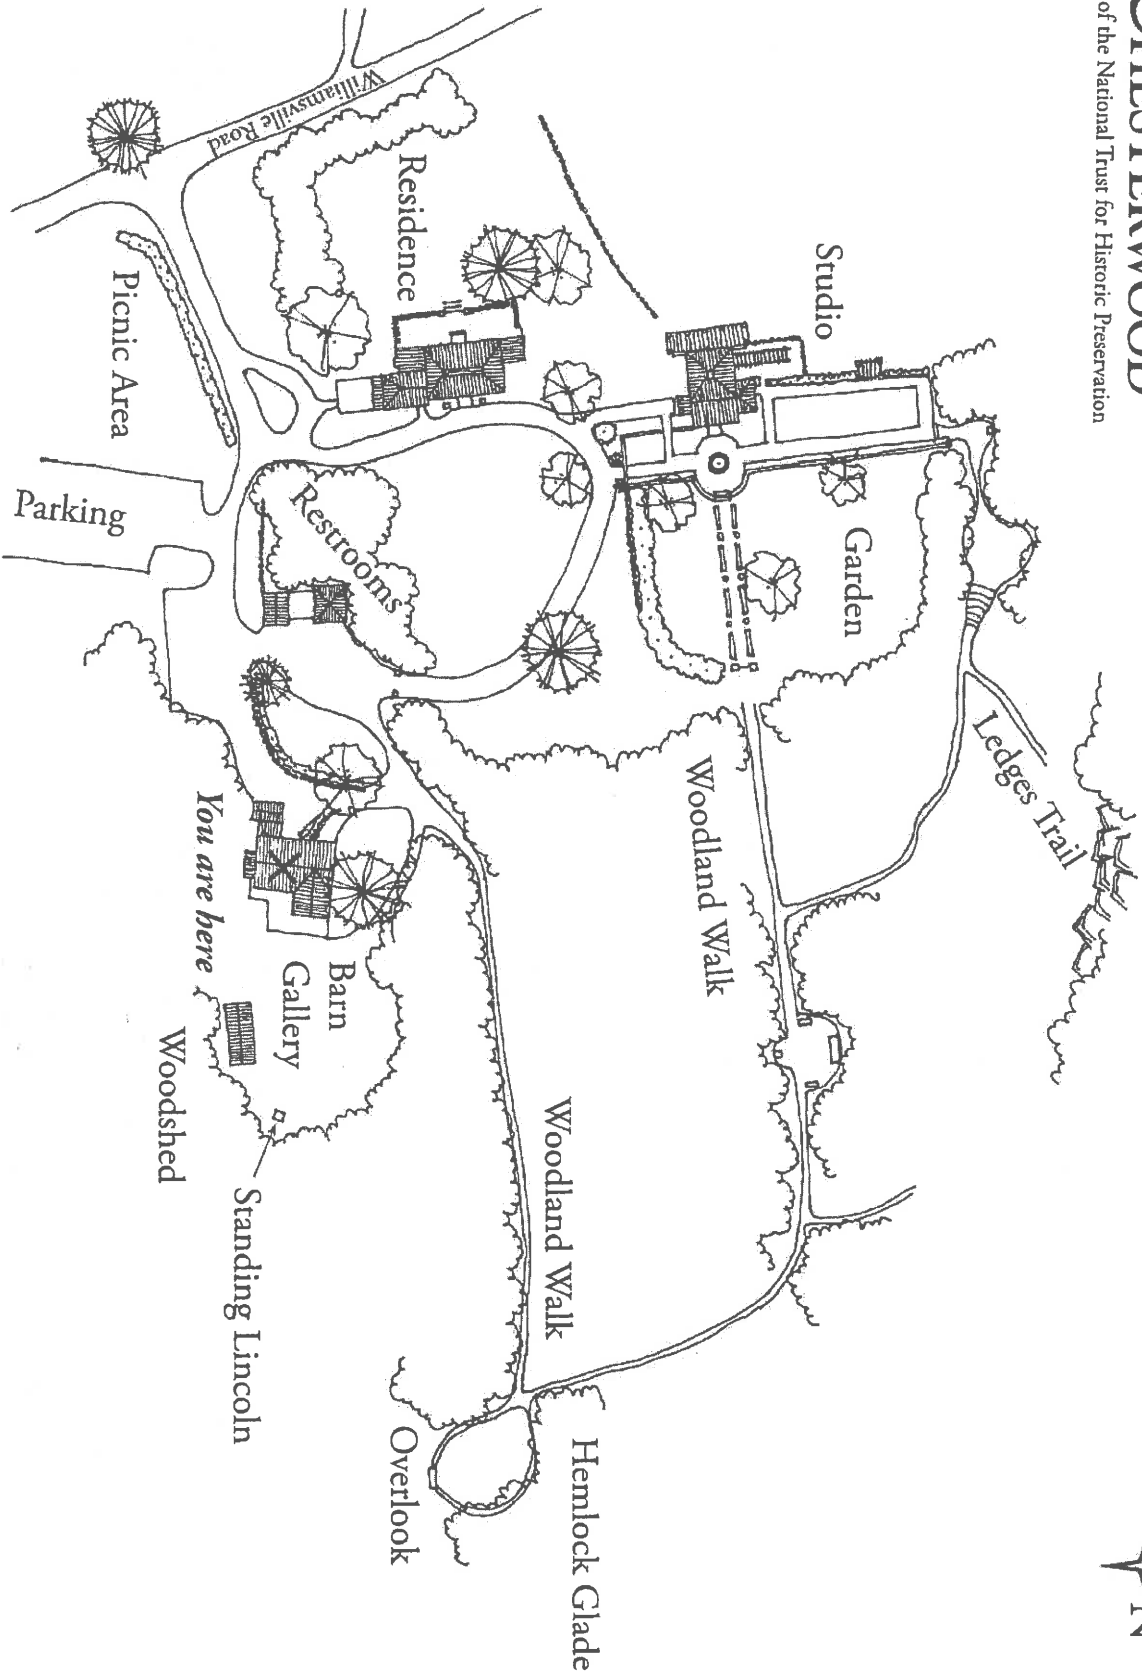 CHESTERWOOD
of the National Trust for Historic Preservation
N
Studio
Garden
Ledges Trail
Residence
Williamsville Road
Woodland Walk
Picnic Area
Restrooms
Parking
Woodland Walk
Hemlock Glade
Overlook
Barn
Gallery
You are here
Woodshed
Standing Lincoln